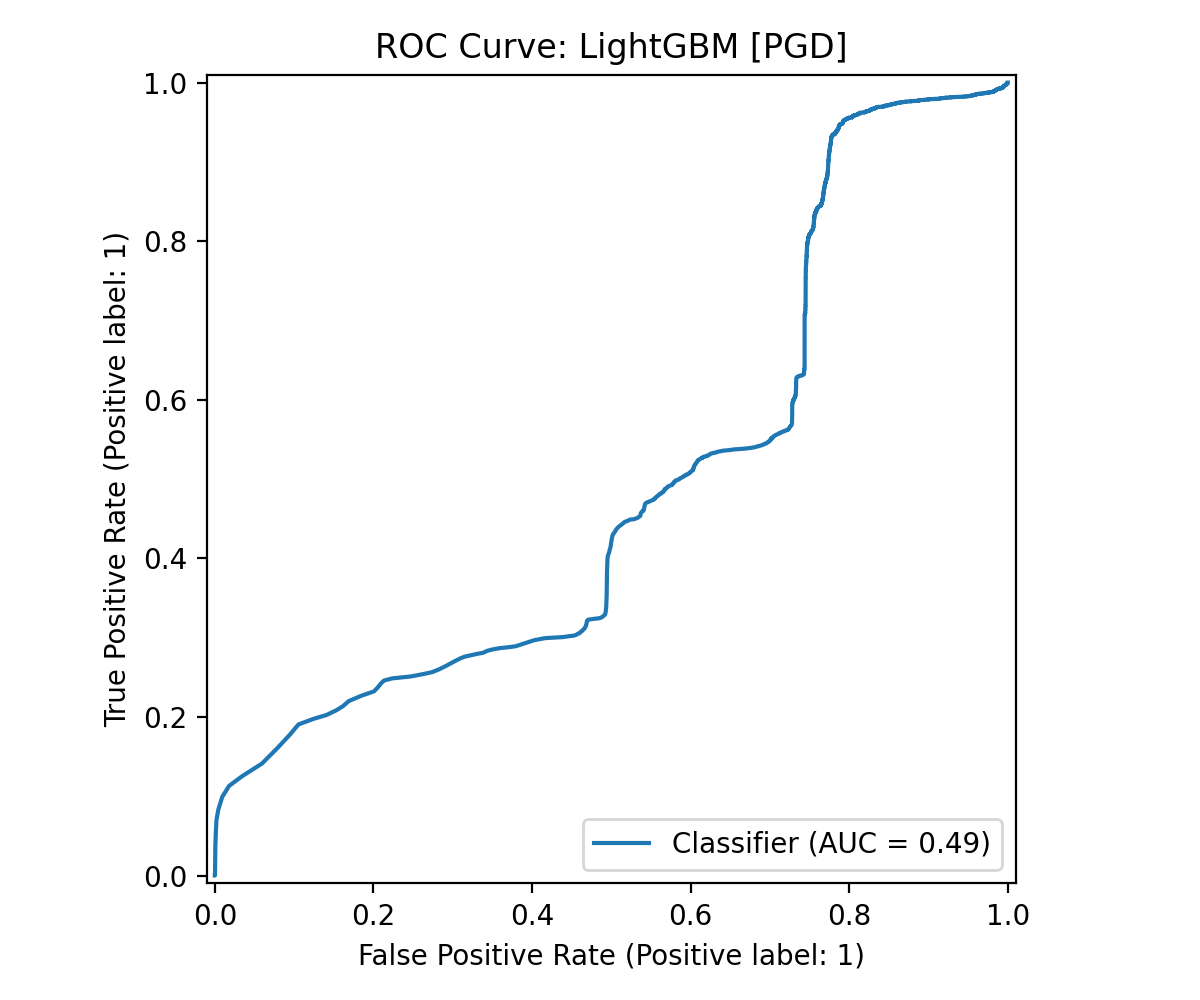 ROC Curve: LightGBM [PGD]
True Positive Rate (Positive label: 1)
1.0
0.8
0.6
0.4
0.2
0.0
Classifier (AUC = 0.49)
0.0 0.2 0.4 0.6 0.8 1.0
False Positive Rate (Positive label: 1)